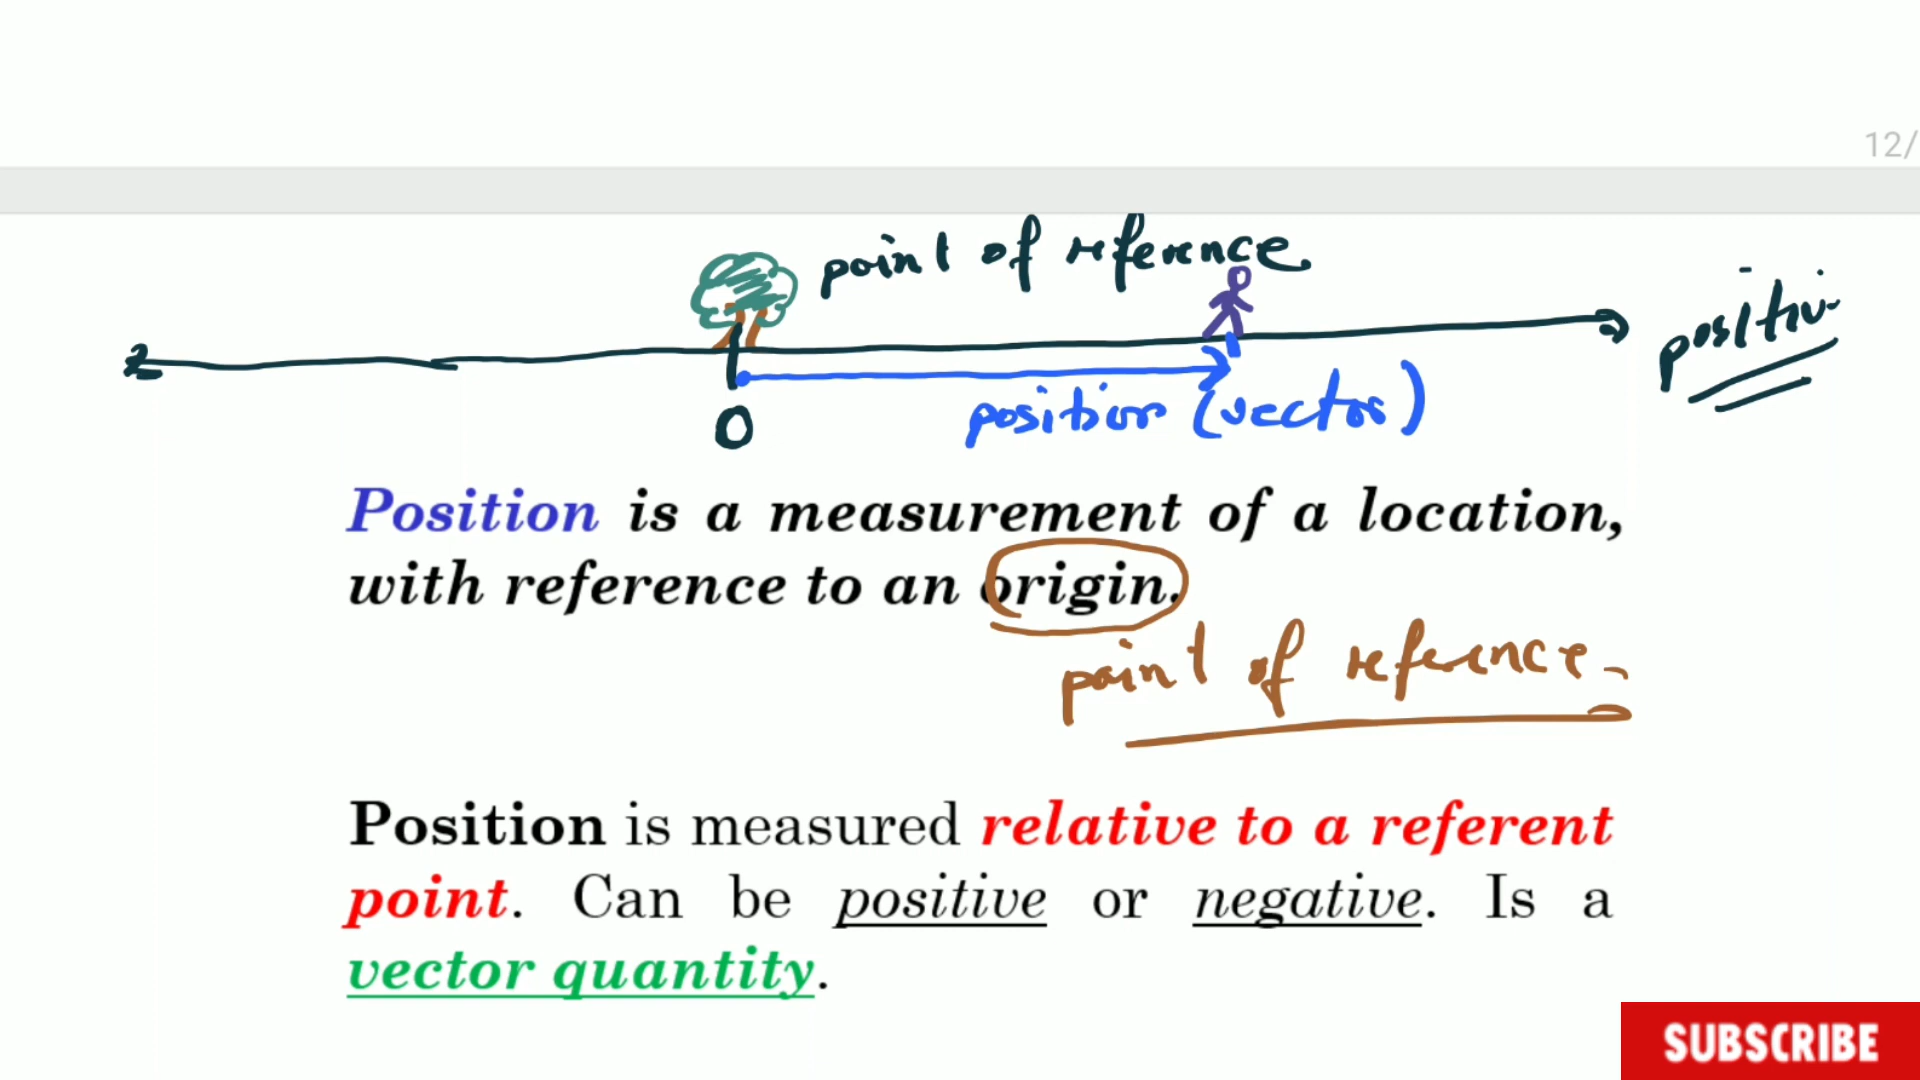 12/
point of reference
positiv
0
position (vector)
Position is a measurement of a location,
with reference to an origin.
point of reference
Position is measured relative to a referent
point. Can be positive or negative. Is a
vector quantity.
SUBSCRIBE